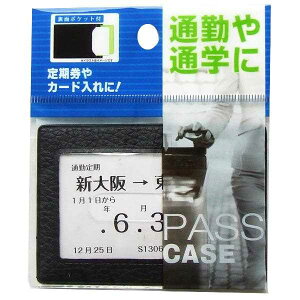 裏面ポケット付
定期券や
カード入れに!
通勤や
通学に
通勤定期
新大阪 → 東
1月1日から
年 月
.6.3
12月25日 S1306
PASS
CASE